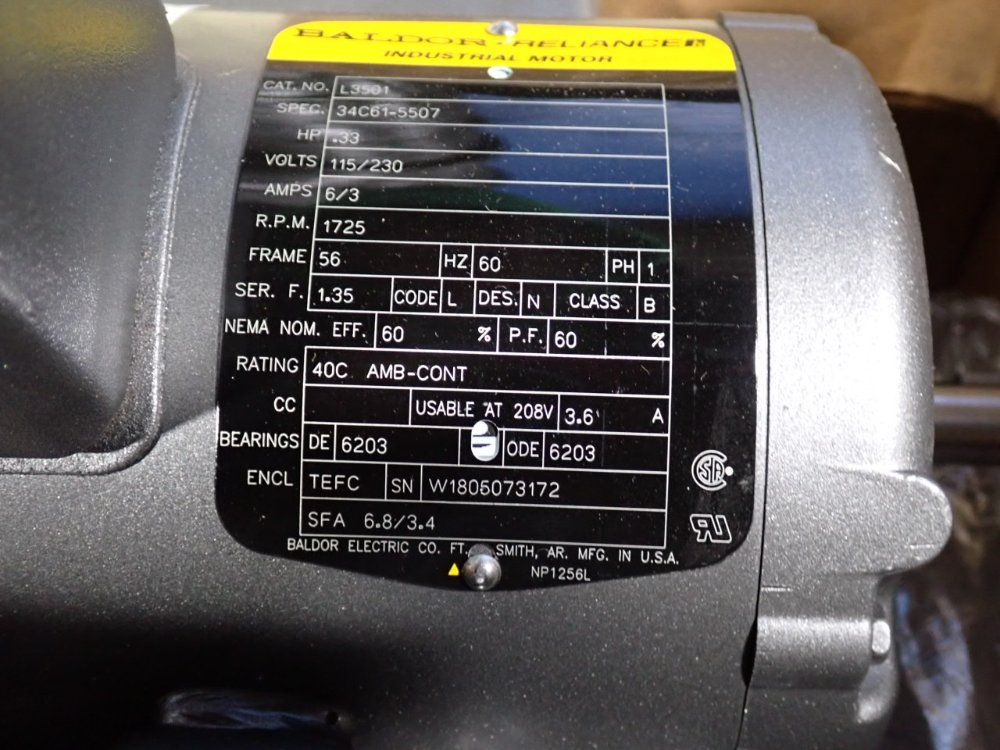 BALDOR · RELIANCE
INDUSTRIAL MOTOR
CAT. NO. L3501
SPEC. 34C61-5507
HP .33
VOLTS 115/230
AMPS 6/3
R.P.M. 1725
FRAME 56 HZ 60 PH 1
SER. F. 1.35 CODE L DES. N CLASS B
NEMA NOM. EFF. 60 % P.F. 60 %
RATING 40C AMB-CONT
CC USABLE AT 208V 3.6 A
BEARINGS DE 6203 ODE 6203
ENCL TEFC SN W1805073172
SFA 6.8/3.4
BALDOR ELECTRIC CO. FT. SMITH, AR. MFG. IN U.S.A.
NP1256L